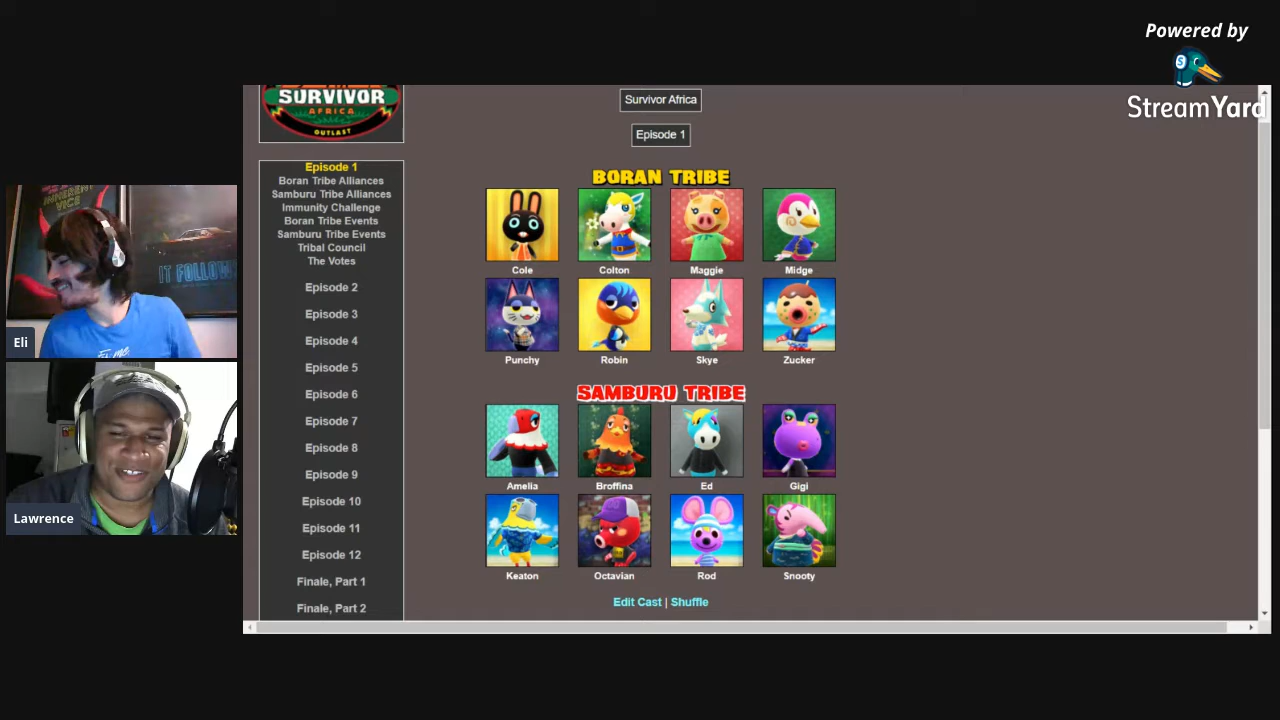 Powered by
StreamYard
SURVIVOR
AFRICA
OUTLAST
Survivor Africa
Episode 1
Episode 1
Boran Tribe Alliances
Samburu Tribe Alliances
Immunity Challenge
Boran Tribe Events
Samburu Tribe Events
Tribal Council
The Votes
Episode 2
Episode 3
Episode 4
Episode 5
Episode 6
Episode 7
Episode 8
Episode 9
Episode 10
Episode 11
Episode 12
Finale, Part 1
Finale, Part 2
BORAN TRIBE
Cole Colton Maggie Midge
Punchy Robin Skye Zucker
SAMBURU TRIBE
Amelia Broffina Ed Gigi
Keaton Octavian Rod Snooty
Edit Cast | Shuffle
INHERENT
VICE
IT FOLLOW
Eli
Lawrence